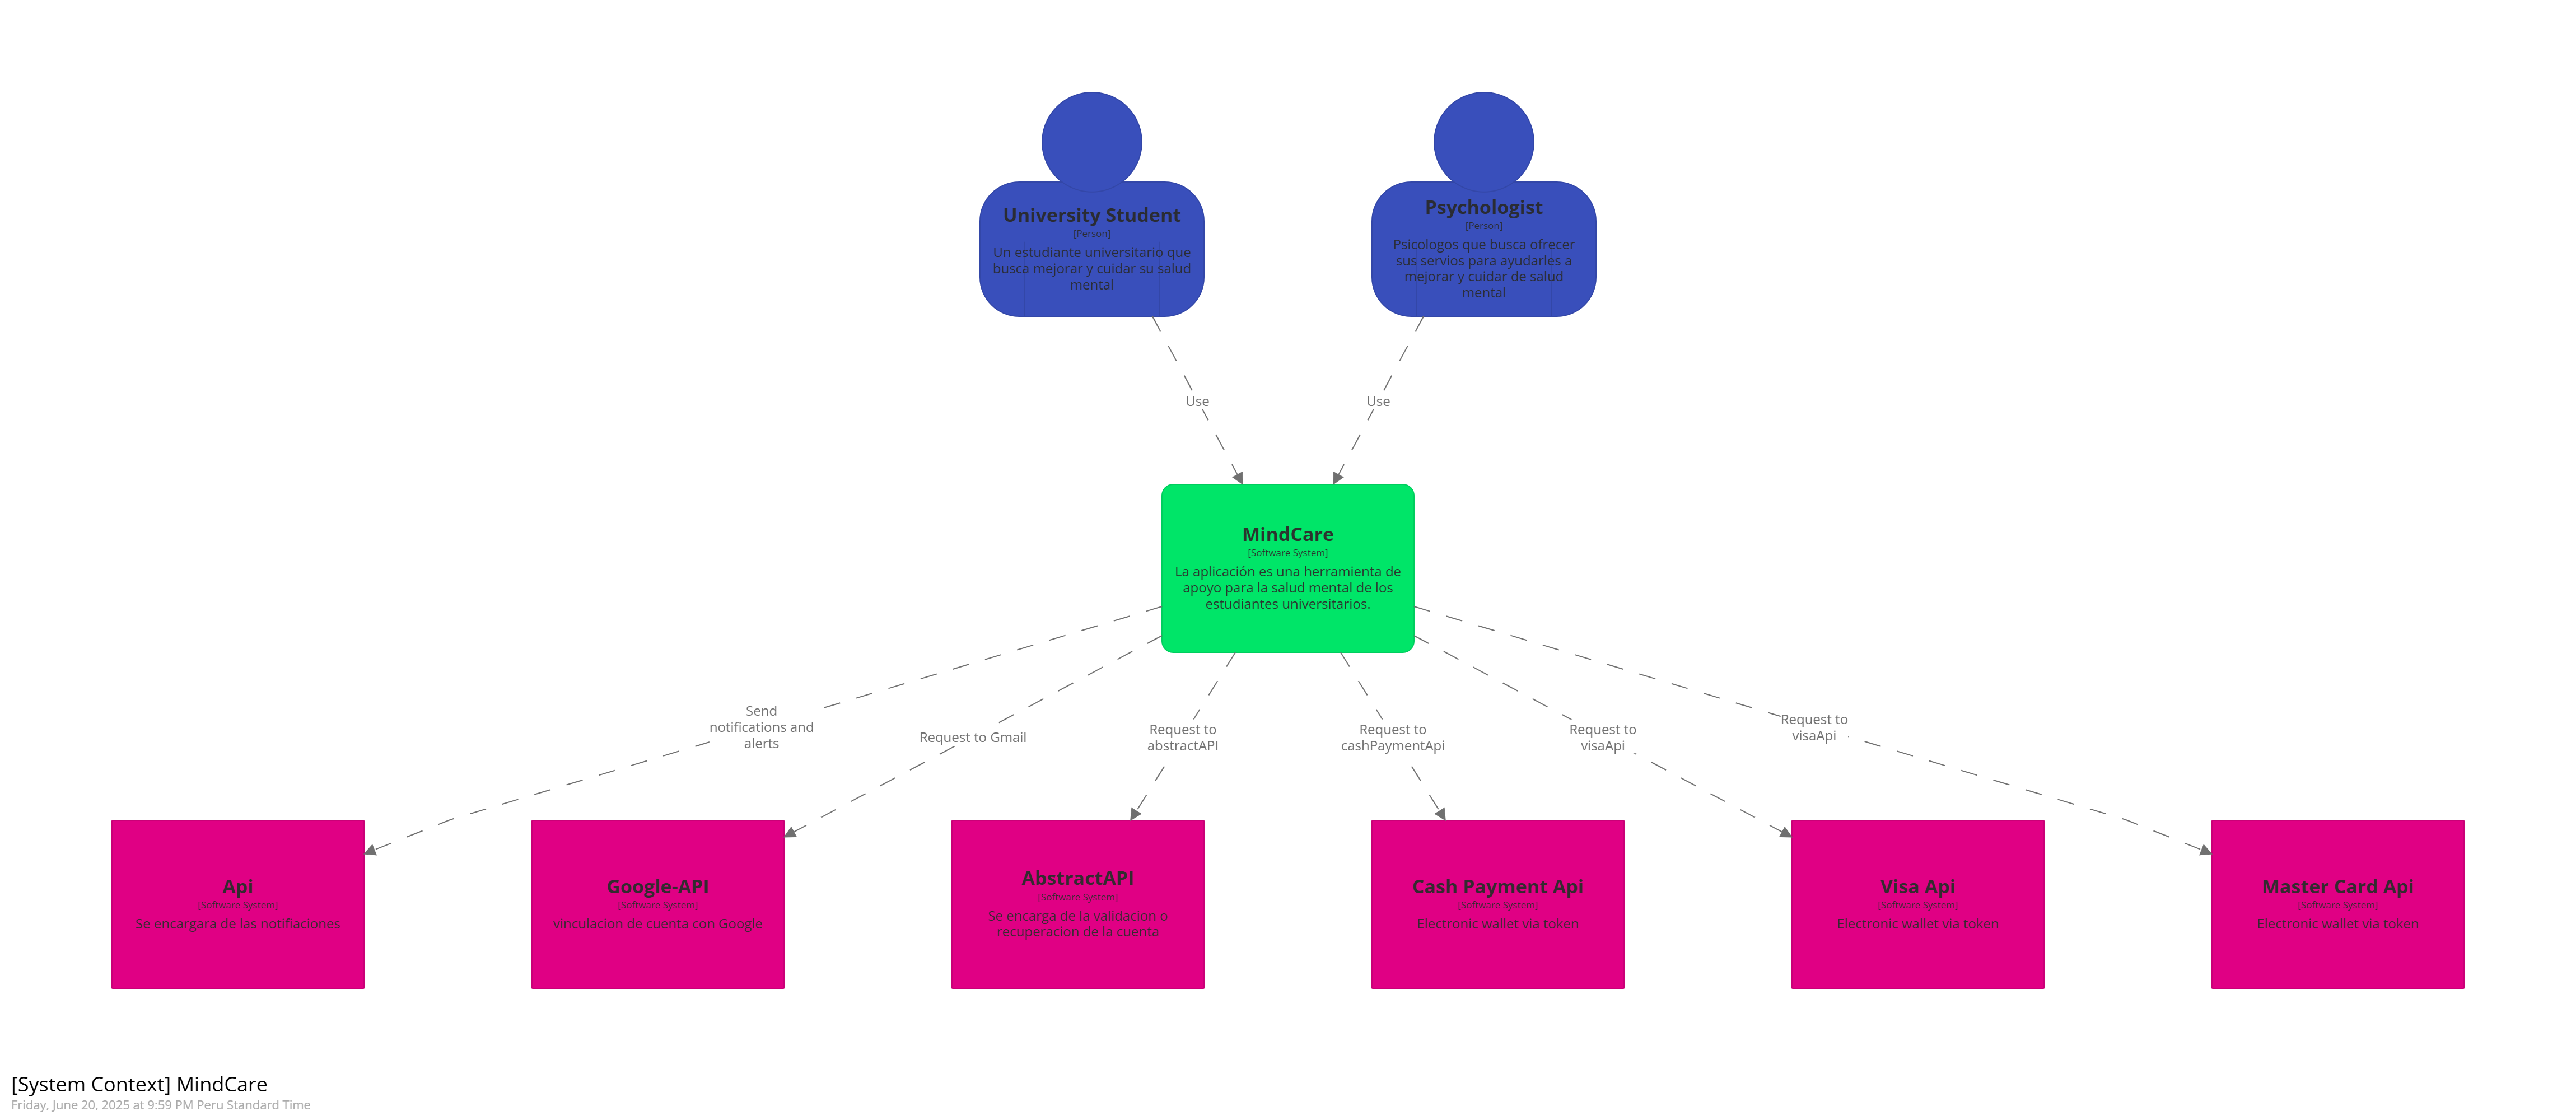 University Student
[Person]
Un estudiante universitario que
busca mejorar y cuidar su salud
mental
Psychologist
[Person]
Psicologos que busca ofrecer
sus servios para ayudarles a
mejorar y cuidar de salud
mental
Use
Use
MindCare
[Software System]
La aplicación es una herramienta de
apoyo para la salud mental de los
estudiantes universitarios.
Send
notifications and
alerts
Request to Gmail
Request to
abstractAPI
Request to
cashPaymentApi
Request to
visaApi
Request to
visaApi
Api
[Software System]
Se encargara de las notifiaciones
Google-API
[Software System]
vinculacion de cuenta con Google
AbstractAPI
[Software System]
Se encarga de la validacion o
recuperacion de la cuenta
Cash Payment Api
[Software System]
Electronic wallet via token
Visa Api
[Software System]
Electronic wallet via token
Master Card Api
[Software System]
Electronic wallet via token
[System Context] MindCare
Friday, June 20, 2025 at 9:59 PM Peru Standard Time